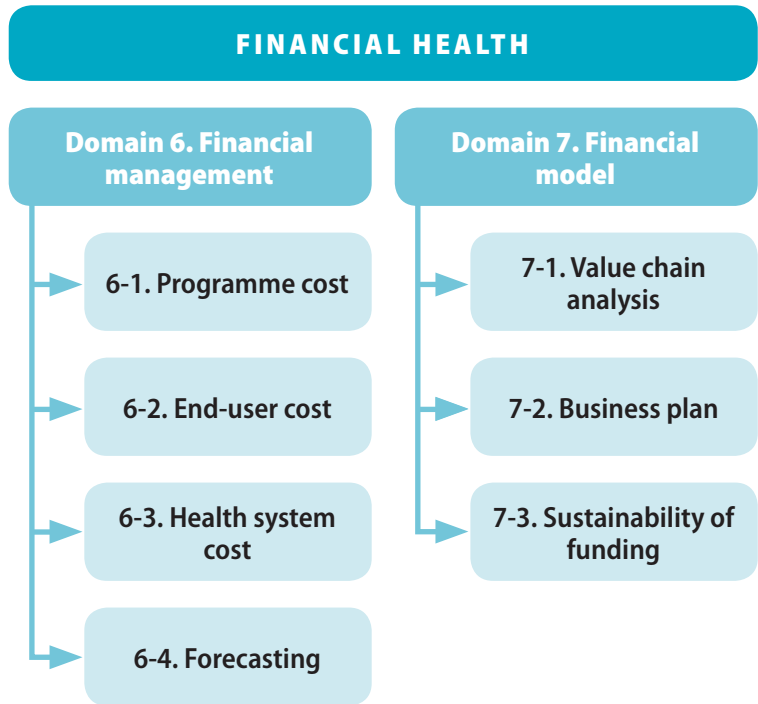 FINANCIAL HEALTH
Domain 6. Financial
management
6-1. Programme cost
6-2. End-user cost
6-3. Health system
cost
6-4. Forecasting
Domain 7. Financial
model
7-1. Value chain
analysis
7-2. Business plan
7-3. Sustainability of
funding